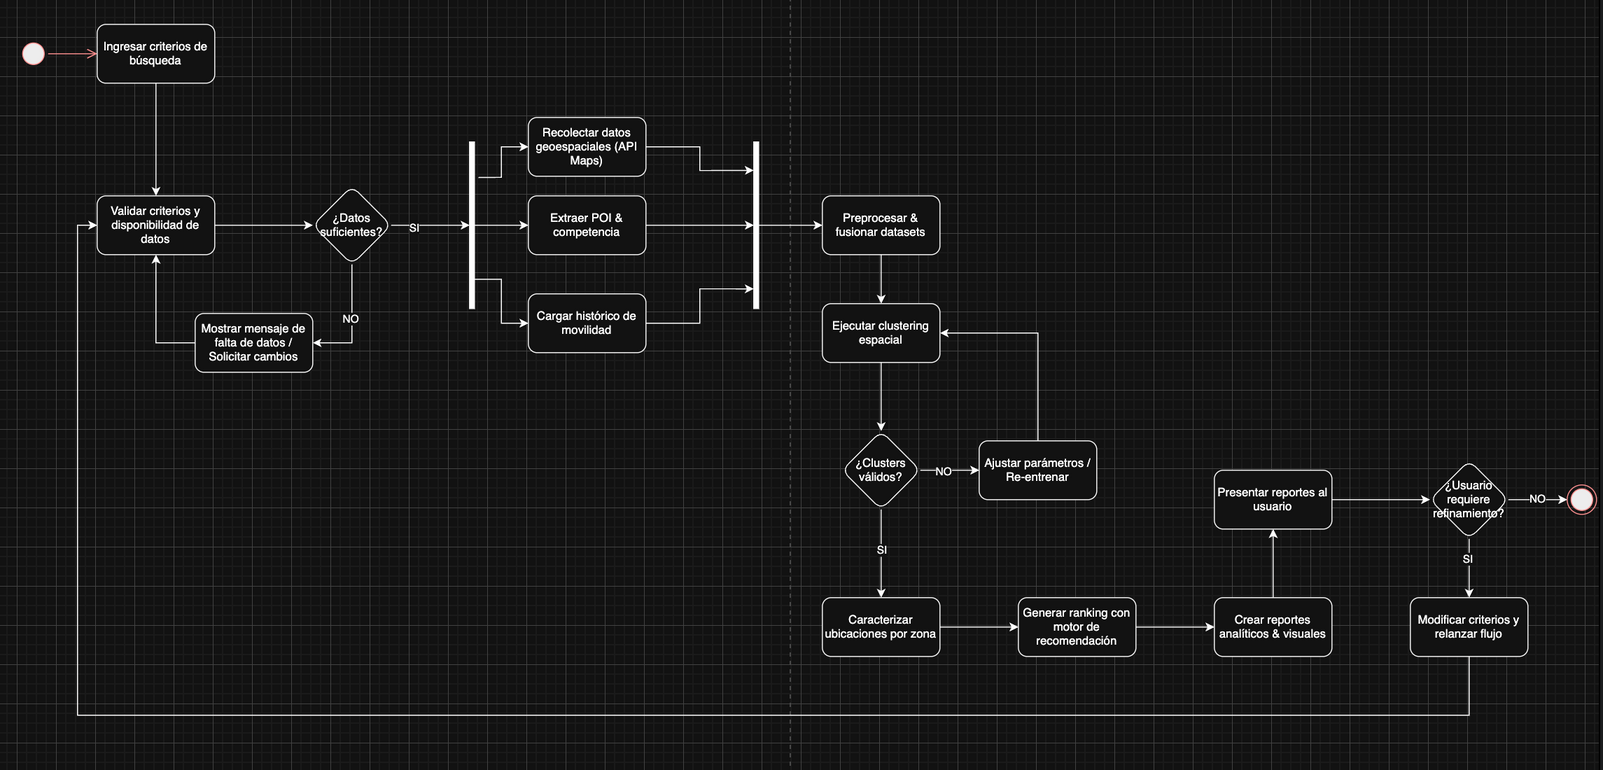 Ingresar criterios de
búsqueda
Validar criterios y
disponibilidad de
datos
¿Datos
suficientes?
SI
NO
Mostrar mensaje de
falta de datos /
Solicitar cambios
Recolectar datos
geoespaciales (API
Maps)
Extraer POI &
competencia
Cargar histórico de
movilidad
Preprocesar &
fusionar datasets
Ejecutar clustering
espacial
¿Clusters
válidos?
NO
Ajustar parámetros /
Re-entrenar
SI
Caracterizar
ubicaciones por zona
Generar ranking con
motor de
recomendación
Crear reportes
analíticos & visuales
Presentar reportes al
usuario
¿Usuario
requiere
refinamiento?
NO
SI
Modificar criterios y
relanzar flujo